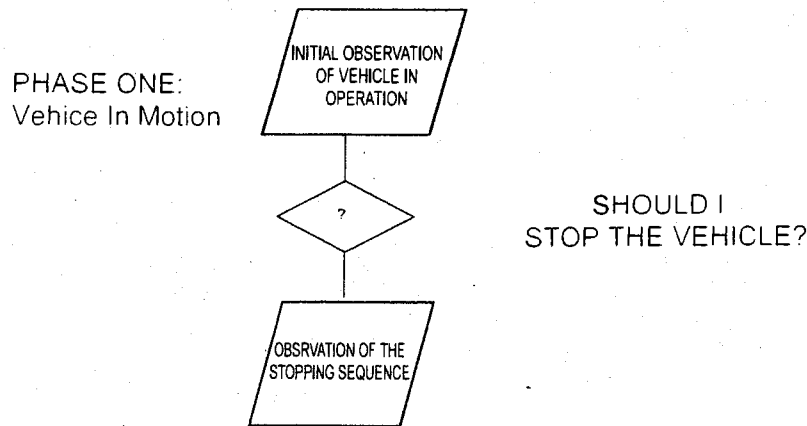 INITIAL OBSERVATION
OF VEHICLE IN
OPERATION
PHASE ONE:
Vehice In Motion
?
SHOULD I
STOP THE VEHICLE?
OBSRVATION OF THE
STOPPING SEQUENCE